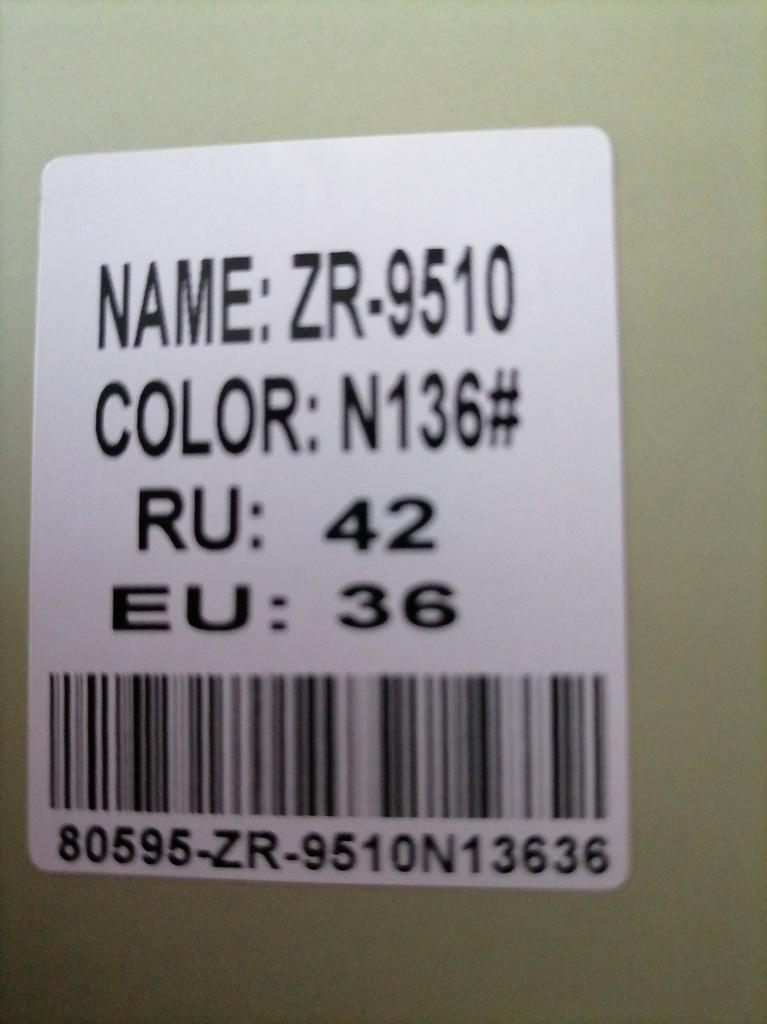 NAME: ZR-9510
COLOR: N136#
RU: 42
EU: 36
80595-ZR-9510N13636